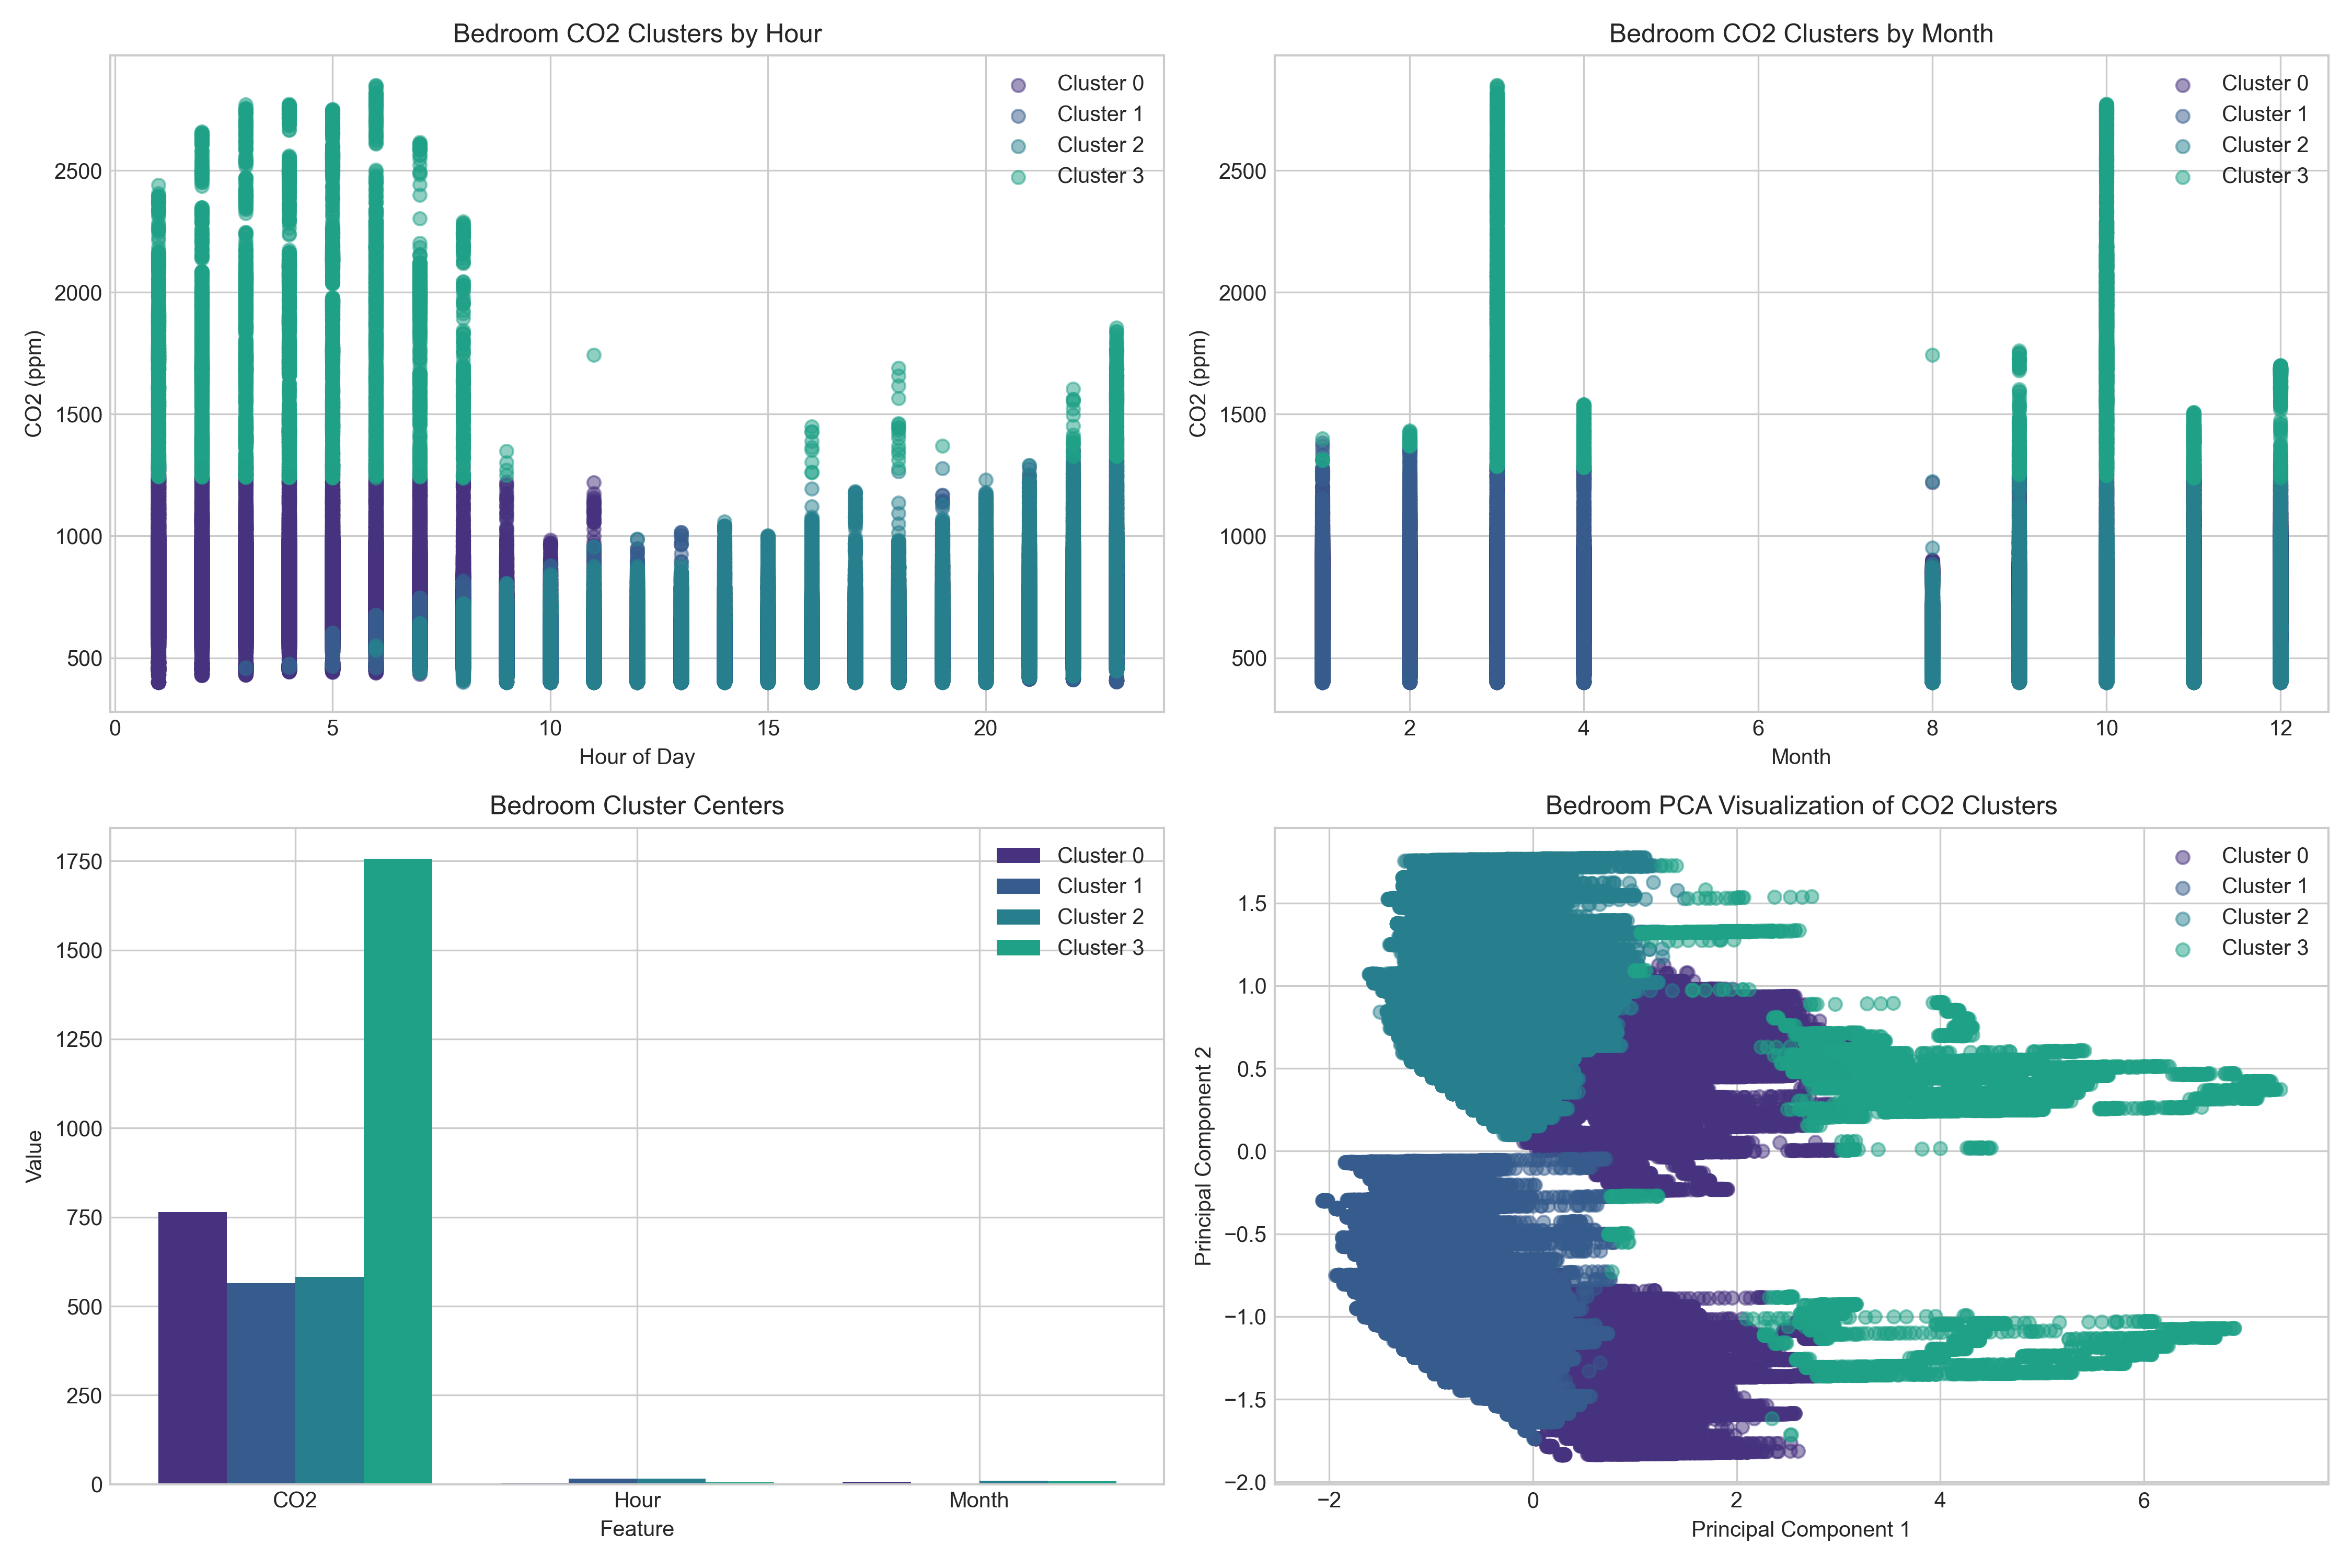 Bedroom CO2 Clusters by Hour
CO2 (ppm)
2500
2000
1500
1000
500
0
5
10
15
20
Hour of Day
Cluster 0
Cluster 1
Cluster 2
Cluster 3
Bedroom CO2 Clusters by Month
CO2 (ppm)
2500
2000
1500
1000
500
2
4
6
8
10
12
Month
Cluster 0
Cluster 1
Cluster 2
Cluster 3
Bedroom Cluster Centers
Value
1750
1500
1250
1000
750
500
250
0
CO2
Hour
Month
Feature
Cluster 0
Cluster 1
Cluster 2
Cluster 3
Bedroom PCA Visualization of CO2 Clusters
Principal Component 2
1.5
1.0
0.5
0.0
−0.5
−1.0
−1.5
−2.0
−2
0
2
4
6
Principal Component 1
Cluster 0
Cluster 1
Cluster 2
Cluster 3